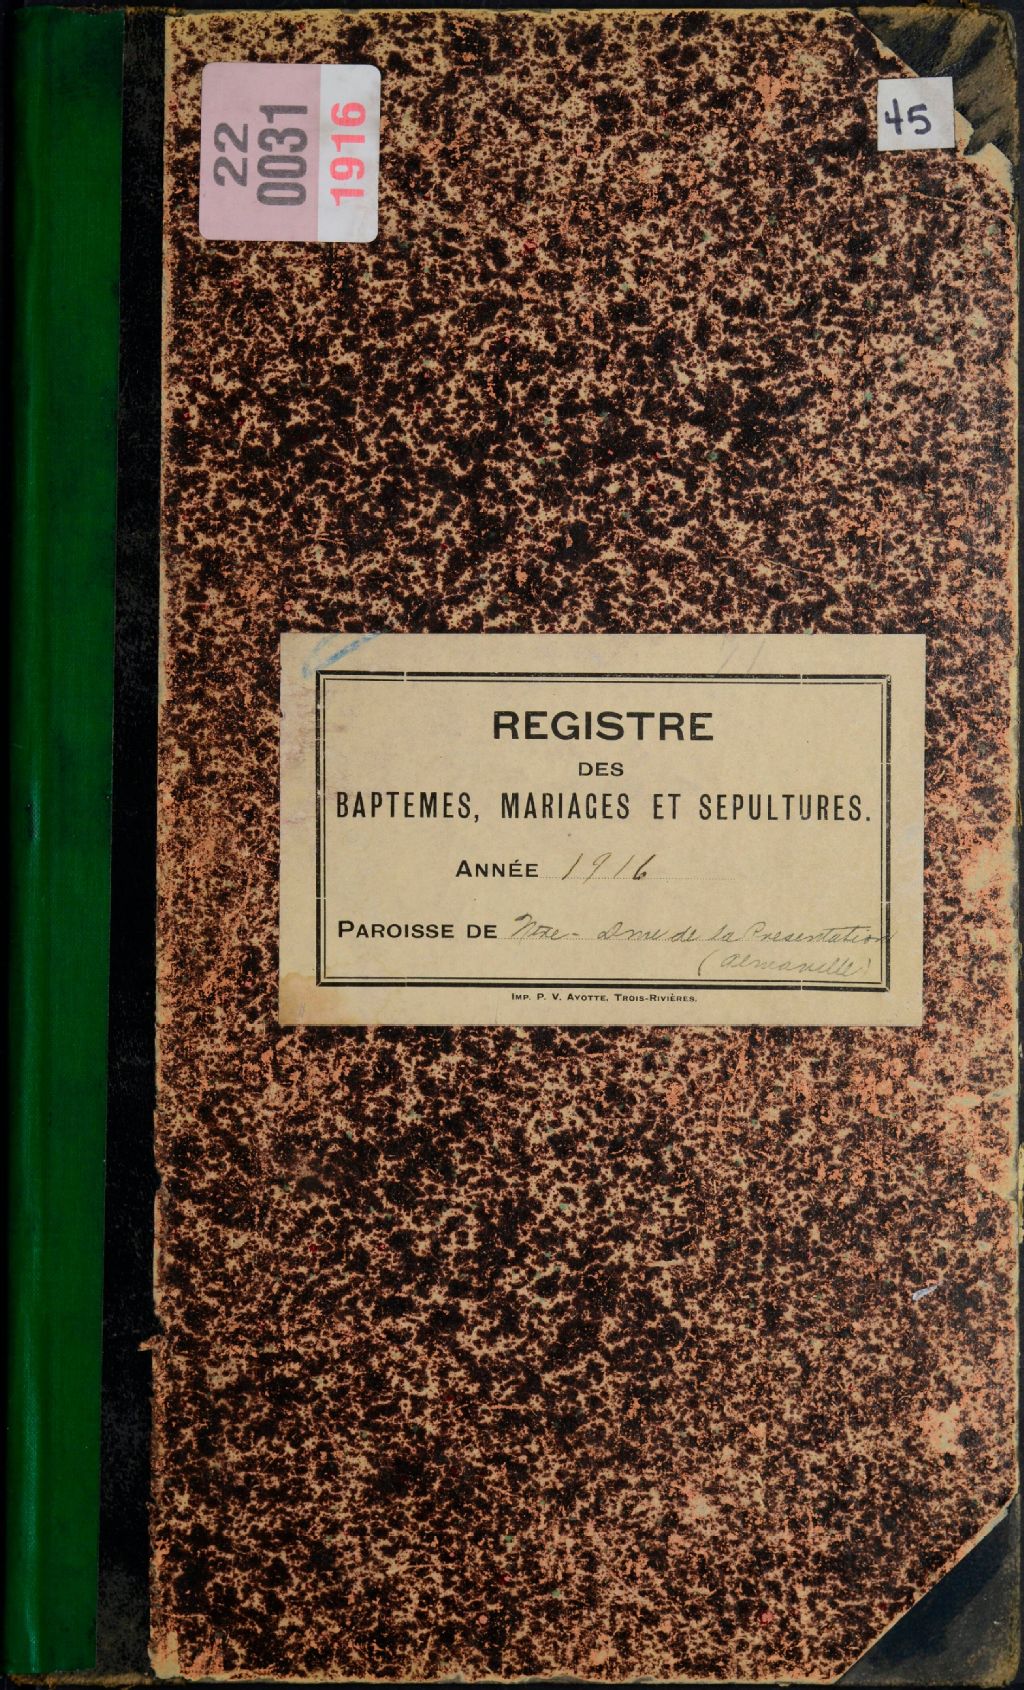 22
0031
1916
45
REGISTRE
DES
BAPTEMES, MARIAGES ET SEPULTURES.
ANNÉE 1916
PAROISSE DE Notre-Dme de la Présentation
(Almaville)
IMP. P. V. AYOTTE, TROIS-RIVIÈRES.